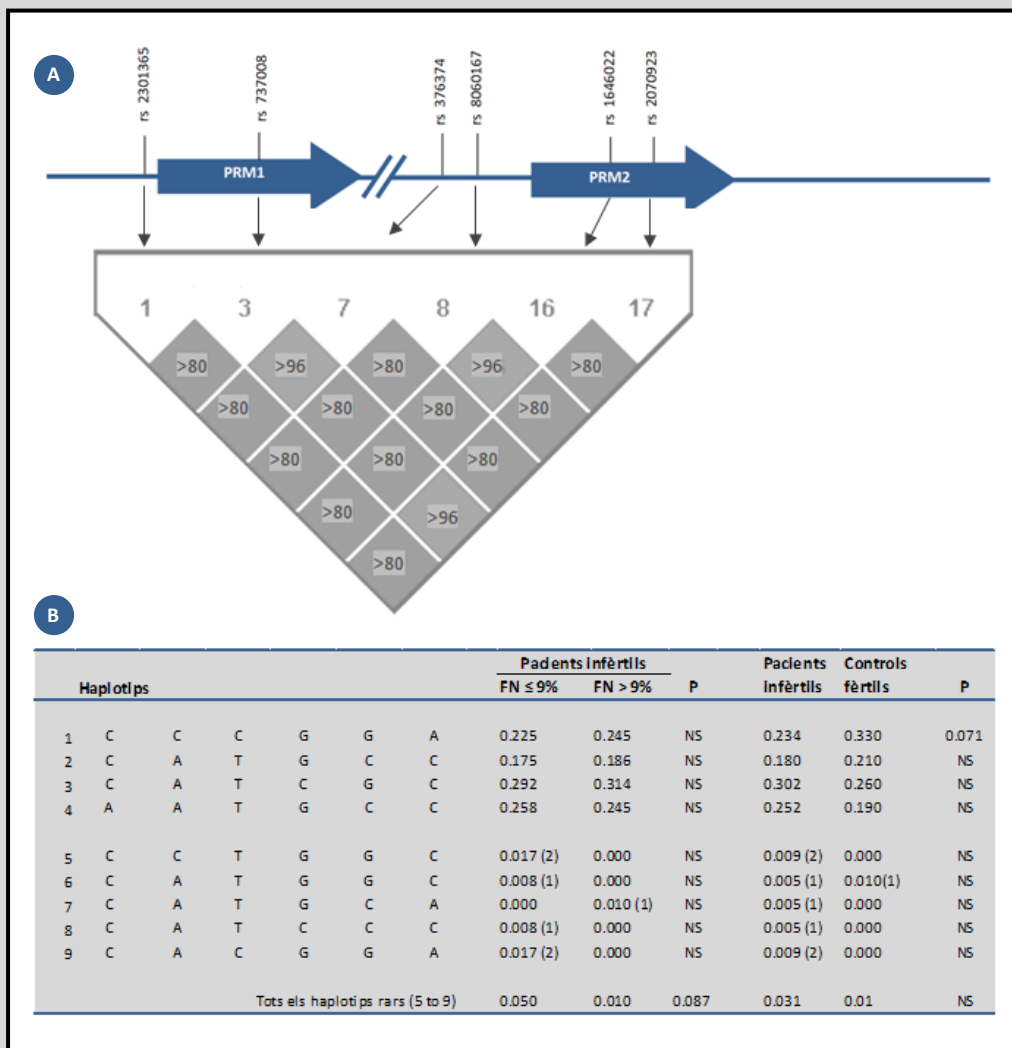 A
rs 2301365
rs 737008
rs 376374
rs 8060167
rs 1646022
rs 2070923
PRM1
PRM2
1 3 7 8 16 17
>80 >96 >80 >96 >80
>80 >80 >80 >80
>80 >80 >80
>80 >96
>80
B
Pacients infèrtils Pacients Controls
Haplotips FN ≤ 9% FN > 9% P infèrtils fèrtils P
1 C C C G G A 0.225 0.245 NS 0.234 0.330 0.071
2 C A T G C C 0.175 0.186 NS 0.180 0.210 NS
3 C A T C G C 0.292 0.314 NS 0.302 0.260 NS
4 A A T G C C 0.258 0.245 NS 0.252 0.190 NS
5 C C T G G C 0.017 (2) 0.000 NS 0.009 (2) 0.000 NS
6 C A T G G C 0.008 (1) 0.000 NS 0.005 (1) 0.010(1) NS
7 C A T G C A 0.000 0.010 (1) NS 0.005 (1) 0.000 NS
8 C A T C C C 0.008 (1) 0.000 NS 0.005 (1) 0.000 NS
9 C A C G G A 0.017 (2) 0.000 NS 0.009 (2) 0.000 NS
Tots els haplotips rars (5 to 9) 0.050 0.010 0.087 0.031 0.01 NS